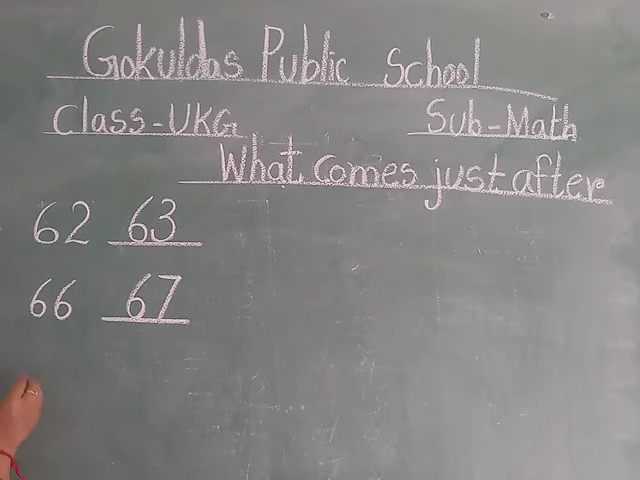 Gokuldas Public School
Class-UKG Sub-Math
What comes just after
62 63
66 67